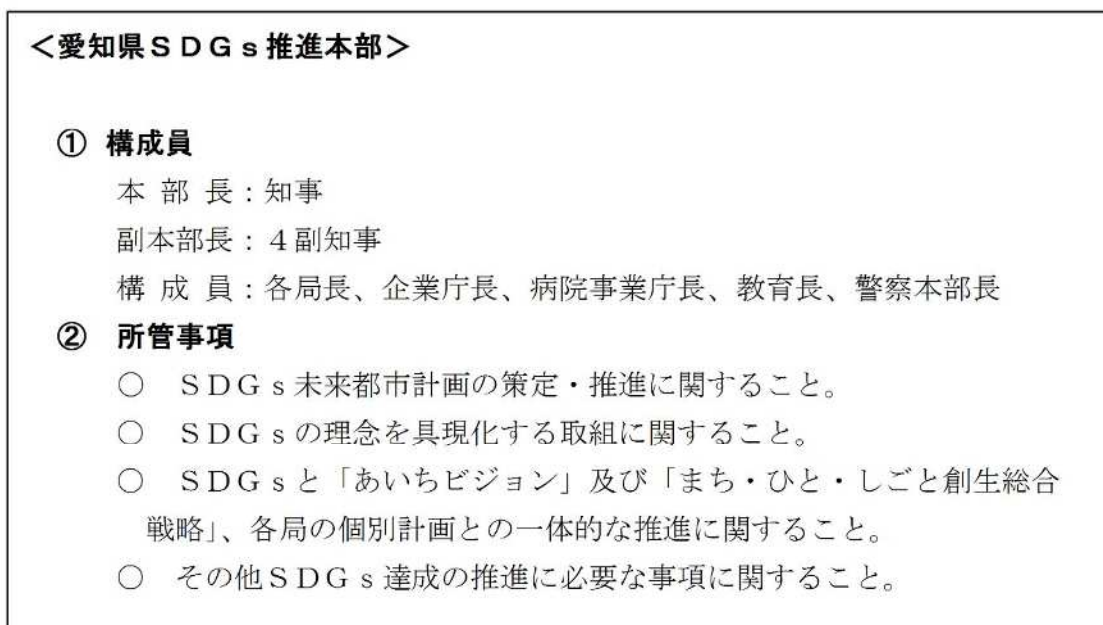 ＜愛知県ＳＤＧｓ推進本部＞
① 構成員
本 部 長：知事
副本部長：４副知事
構 成 員：各局長、企業庁長、病院事業庁長、教育長、警察本部長
② 所管事項
○ ＳＤＧｓ未来都市計画の策定・推進に関すること。
○ ＳＤＧｓの理念を具現化する取組に関すること。
○ ＳＤＧｓと「あいちビジョン」及び「まち・ひと・しごと創生総合
戦略」、各局の個別計画との一体的な推進に関すること。
○ その他ＳＤＧｓ達成の推進に必要な事項に関すること。